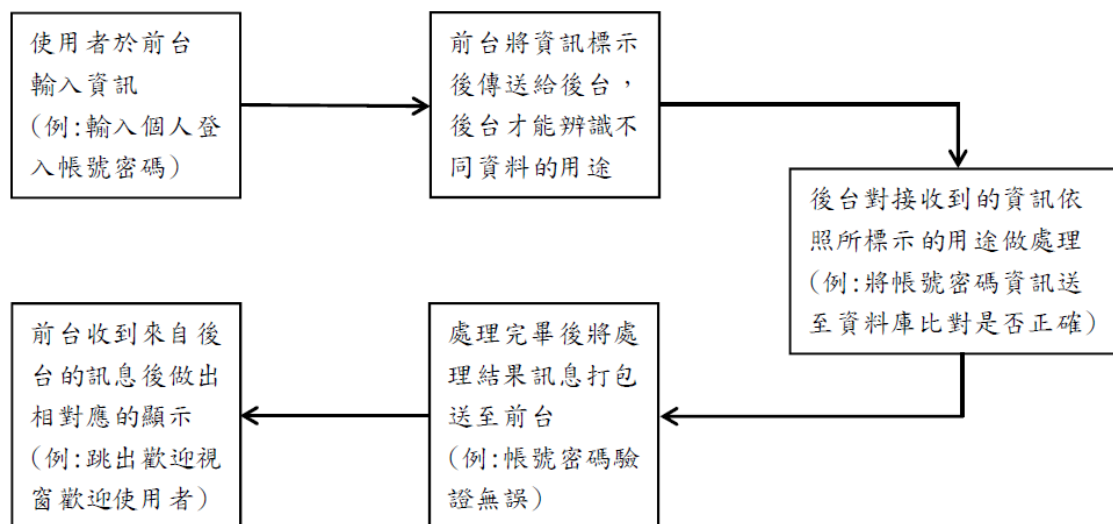 使用者於前台
輸入資訊
(例:輸入個人登
入帳號密碼)
前台將資訊標示
後傳送給後台，
後台才能辨識不
同資料的用途
後台對接收到的資訊依
照所標示的用途做處理
(例:將帳號密碼資訊送
至資料庫比對是否正確)
處理完畢後將處
理結果訊息打包
送至前台
(例:帳號密碼驗
證無誤)
前台收到來自後
台的訊息後做出
相對應的顯示
(例:跳出歡迎視
窗歡迎使用者)